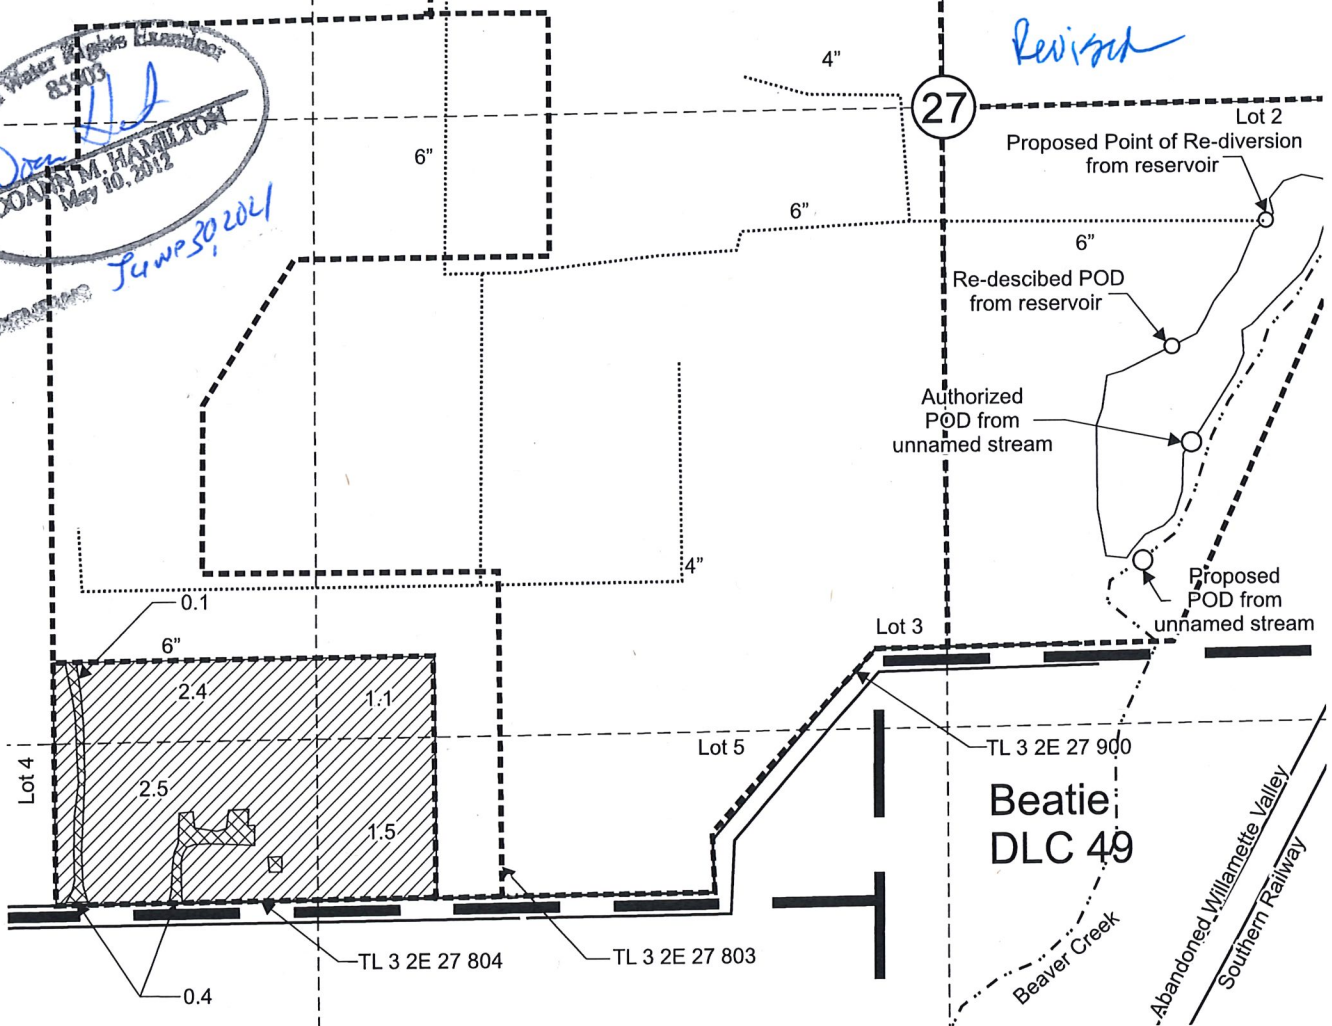 Water Rights Examiner
85503
DOANN M. HAMILTON
May 10, 2012
June 30, 2021
Revised
4"
27
Lot 2
Proposed Point of Re-diversion
from reservoir
6"
6"
6"
Re-descibed POD
from reservoir
Authorized
POD from
unnamed stream
4"
Proposed
POD from
unnamed stream
0.1
6"
Lot 3
2.4
1.1
Lot 5
TL 3 2E 27 900
Lot 4
2.5
1.5
Beatie
DLC 49
Abandoned Willamette Valley
Southern Railway
Beaver Creek
TL 3 2E 27 804
TL 3 2E 27 803
0.4